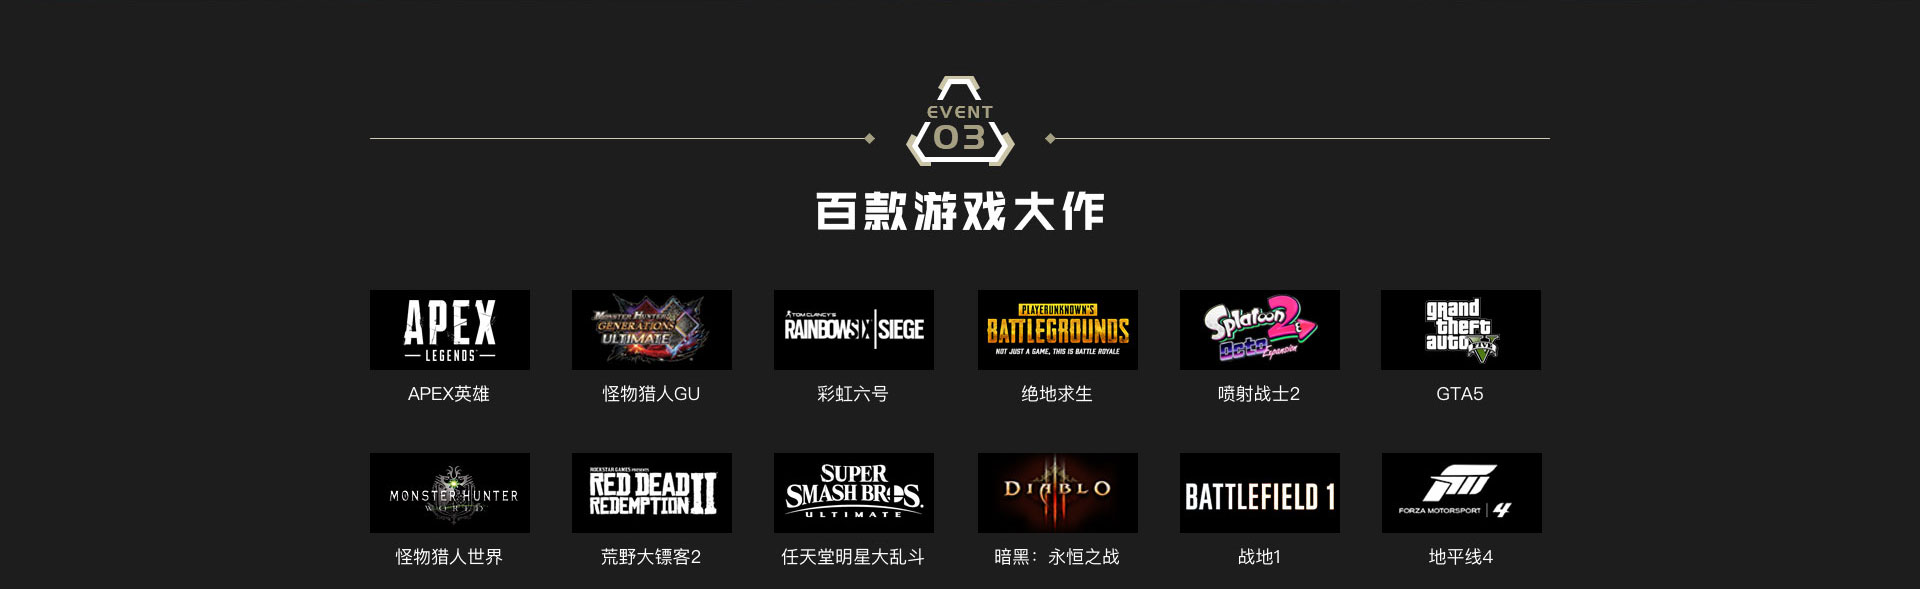 EVENT
03
百款游戏大作
APEX
LEGENDS
APEX英雄
MONSTER HUNTER
GENERATIONS
ULTIMATE
怪物猎人GU
TOM CLANCY'S
RAINBOWSIX|SIEGE
彩虹六号
PLAYERUNKNOWN'S
BATTLEGROUNDS
NOT JUST A GAME, THIS IS BATTLE ROYALE
绝地求生
Splatoon 2
Octo Expansion
喷射战士2
grand
theft
auto V
FIVE
GTA5
MONSTER HUNTER
WORLD
怪物猎人世界
ROCKSTAR GAMES PRESENTS
RED DEAD
REDEMPTION II
荒野大镖客2
SUPER
SMASH BROS.
ULTIMATE
任天堂明星大乱斗
DIABLO
III
暗黑：永恒之战
BATTLEFIELD 1
战地1
FORZA MOTORSPORT | 4
地平线4